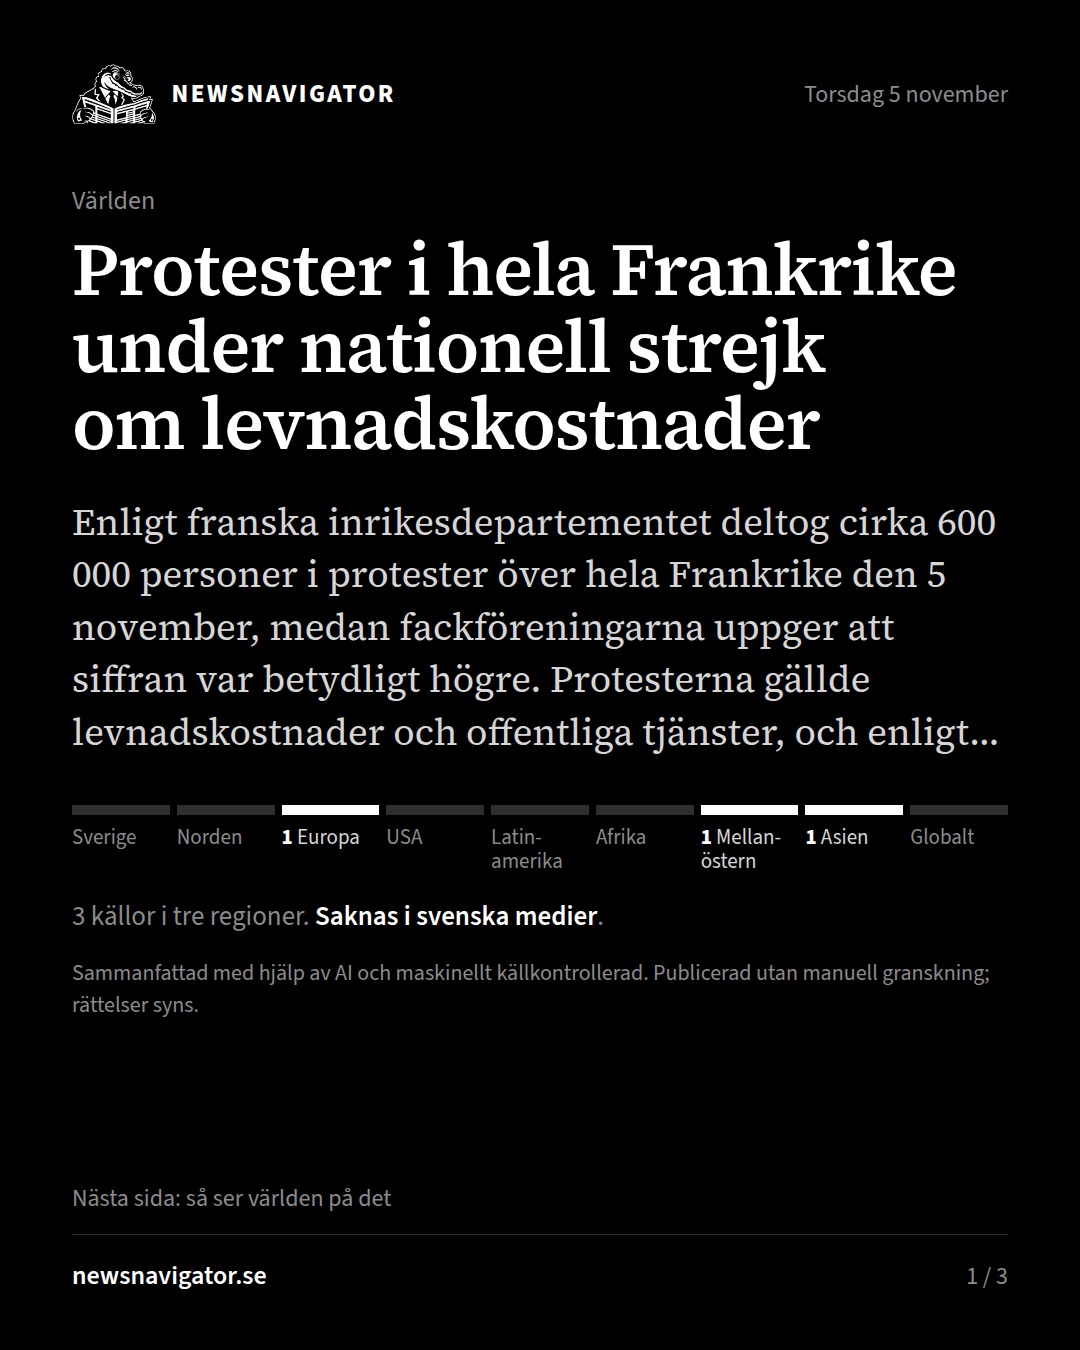 NEWSNAVIGATOR
Torsdag 5 november
Världen
Protester i hela Frankrike
under nationell strejk
om levnadskostnader
Enligt franska inrikesdepartementet deltog cirka 600
000 personer i protester över hela Frankrike den 5
november, medan fackföreningarna uppger att
siffran var betydligt högre. Protesterna gällde
levnadskostnader och offentliga tjänster, och enligt...
Sverige
Norden
1 Europa
USA
Latin-
amerika
Afrika
1 Mellan-
östern
1 Asien
Globalt
3 källor i tre regioner. Saknas i svenska medier.
Sammanfattad med hjälp av AI och maskinellt källkontrollerad. Publicerad utan manuell granskning;
rättelser syns.
Nästa sida: så ser världen på det
newsnavigator.se
1 / 3